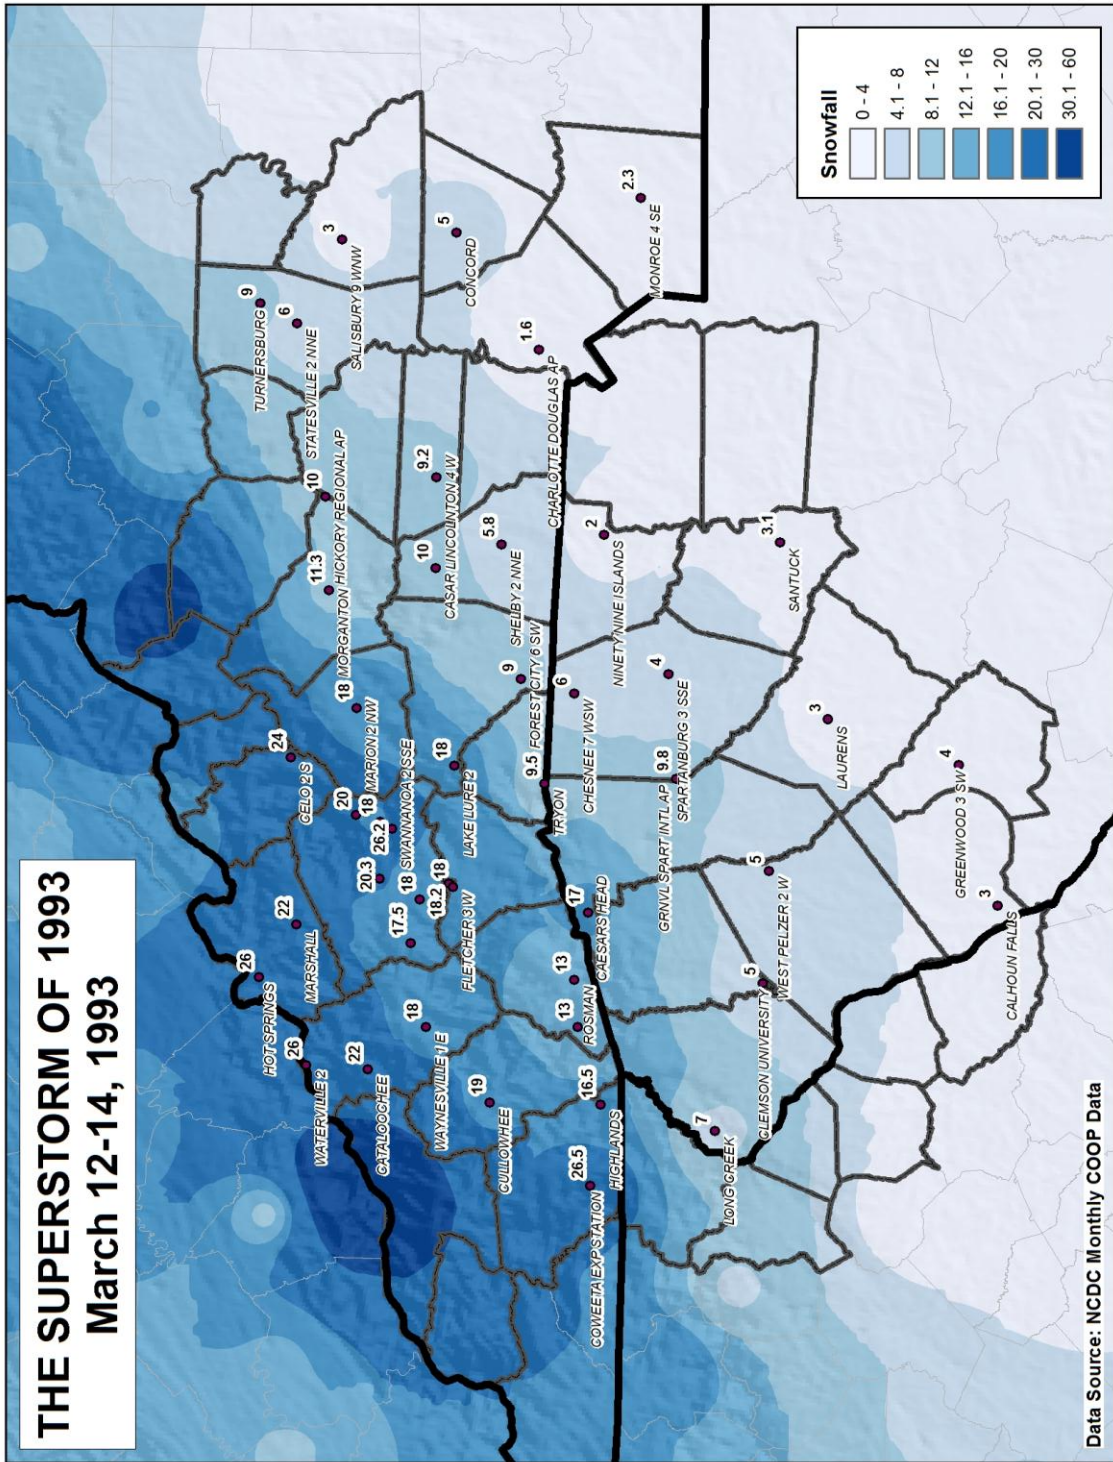 THE SUPERSTORM OF 1993
March 12-14, 1993
HOT SPRINGS
26
WATERVILLE 2
26
MARSHALL
22
CELO 2 S
24
CATALOOCHEE
22
20.3
20
18
MARION 2 NW
18
26.2
SWANNANOA 2 SSE
17.5
18
18.2
18
FLETCHER 3 W
LAKE LURE 2
18
WAYNESVILLE 1 E
18
CULLOWHEE
19
COWEETA EXP STATION
26.5
HIGHLANDS
16.5
ROSMAN
13
13
CAESARS HEAD
17
TRYON
9.5
FOREST CITY 6 SW
9
MORGANTON
11.3
HICKORY REGIONAL AP
10
STATESVILLE 2 NNE
6
TURNERSBURG
9
SALISBURY 9 WNW
3
CASAR
10
LINCOLNTON 4 W
9.2
SHELBY 2 NNE
5.8
CONCORD
5
CHARLOTTE DOUGLAS AP
1.6
MONROE 4 SE
2.3
CHESNEE 7 WSW
6
NINETY NINE ISLANDS
2
SPARTANBURG 3 SSE
4
GRNVL SPART INTL AP
9.8
LONG CREEK
7
CLEMSON UNIVERSITY
5
WEST PELZER 2 W
5
SANTUCK
3.1
LAURENS
3
GREENWOOD 3 SW
4
CALHOUN FALLS
3
Snowfall
0 - 4
4.1 - 8
8.1 - 12
12.1 - 16
16.1 - 20
20.1 - 30
30.1 - 60
Data Source: NCDC Monthly COOP Data